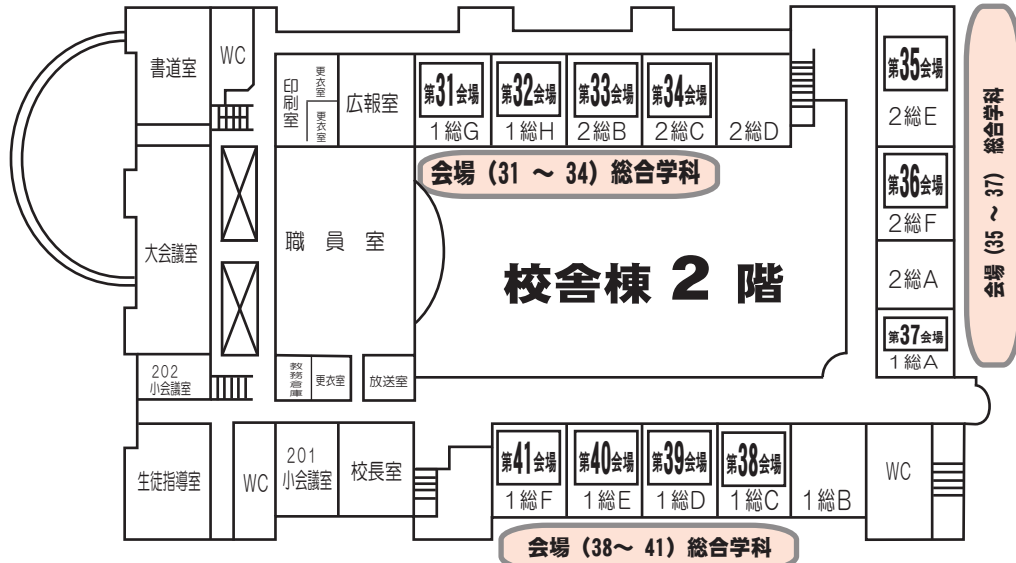 書道室
WC
印刷室
更衣室
更衣室
広報室
第31会場
1総G
第32会場
1総H
第33会場
2総B
第34会場
2総C
2総D
会場（31 ～ 34）総合学科
第35会場
2総E
第36会場
2総F
2総A
第37会場
1総A
会場（35 ～ 37）総合学科
大会議室
職員室
校舎棟 2 階
202
小会議室
教務倉庫
更衣室
放送室
生徒指導室
WC
201
小会議室
校長室
第41会場
1総F
第40会場
1総E
第39会場
1総D
第38会場
1総C
1総B
WC
会場（38～ 41）総合学科